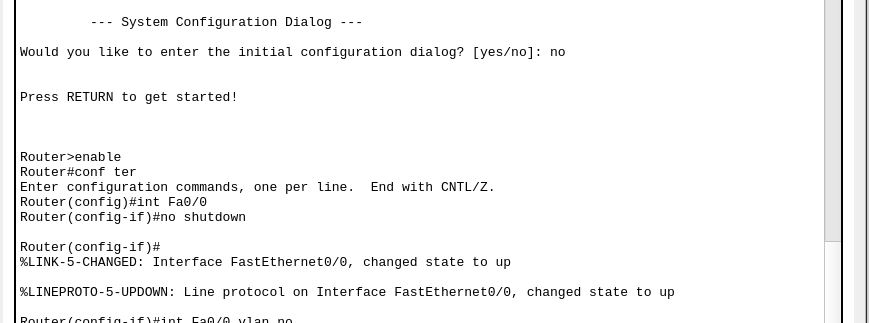 --- System Configuration Dialog ---
Would you like to enter the initial configuration dialog? [yes/no]: no
Press RETURN to get started!
Router>enable
Router#conf ter
Enter configuration commands, one per line.  End with CNTL/Z.
Router(config)#int Fa0/0
Router(config-if)#no shutdown
Router(config-if)#
%LINK-5-CHANGED: Interface FastEthernet0/0, changed state to up
%LINEPROTO-5-UPDOWN: Line protocol on Interface FastEthernet0/0, changed state to up
Router(config-if)#int Fa0/0 vlan no